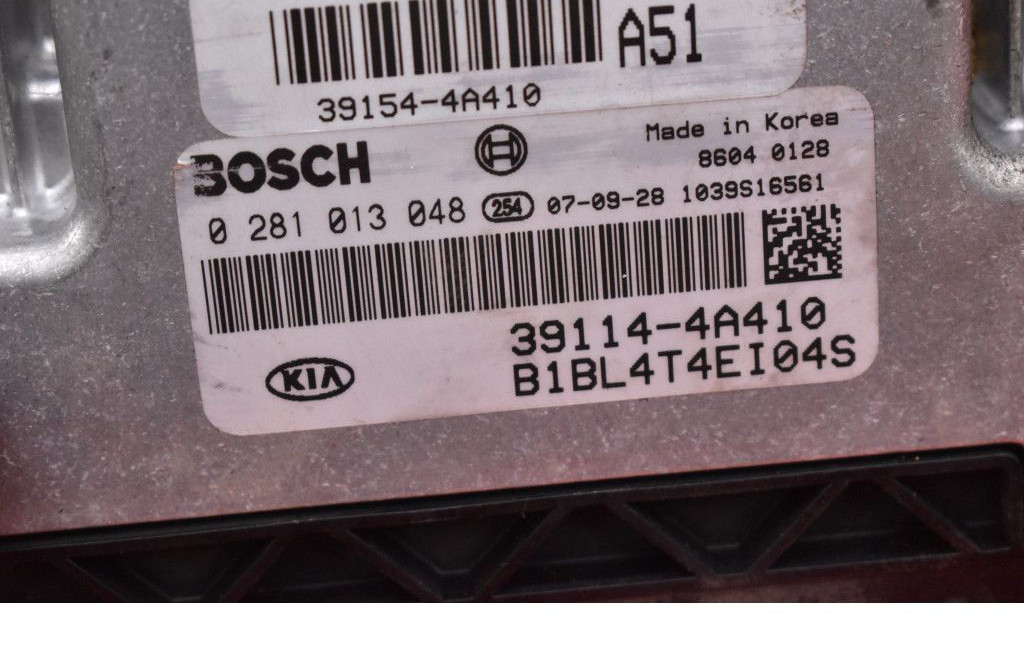 A51
39154-4A410
BOSCH
Made in Korea
8604 0128
0 281 013 048 254 07-09-28 1039S16561
39114-4A410
KIA B1BL4T4EI04S